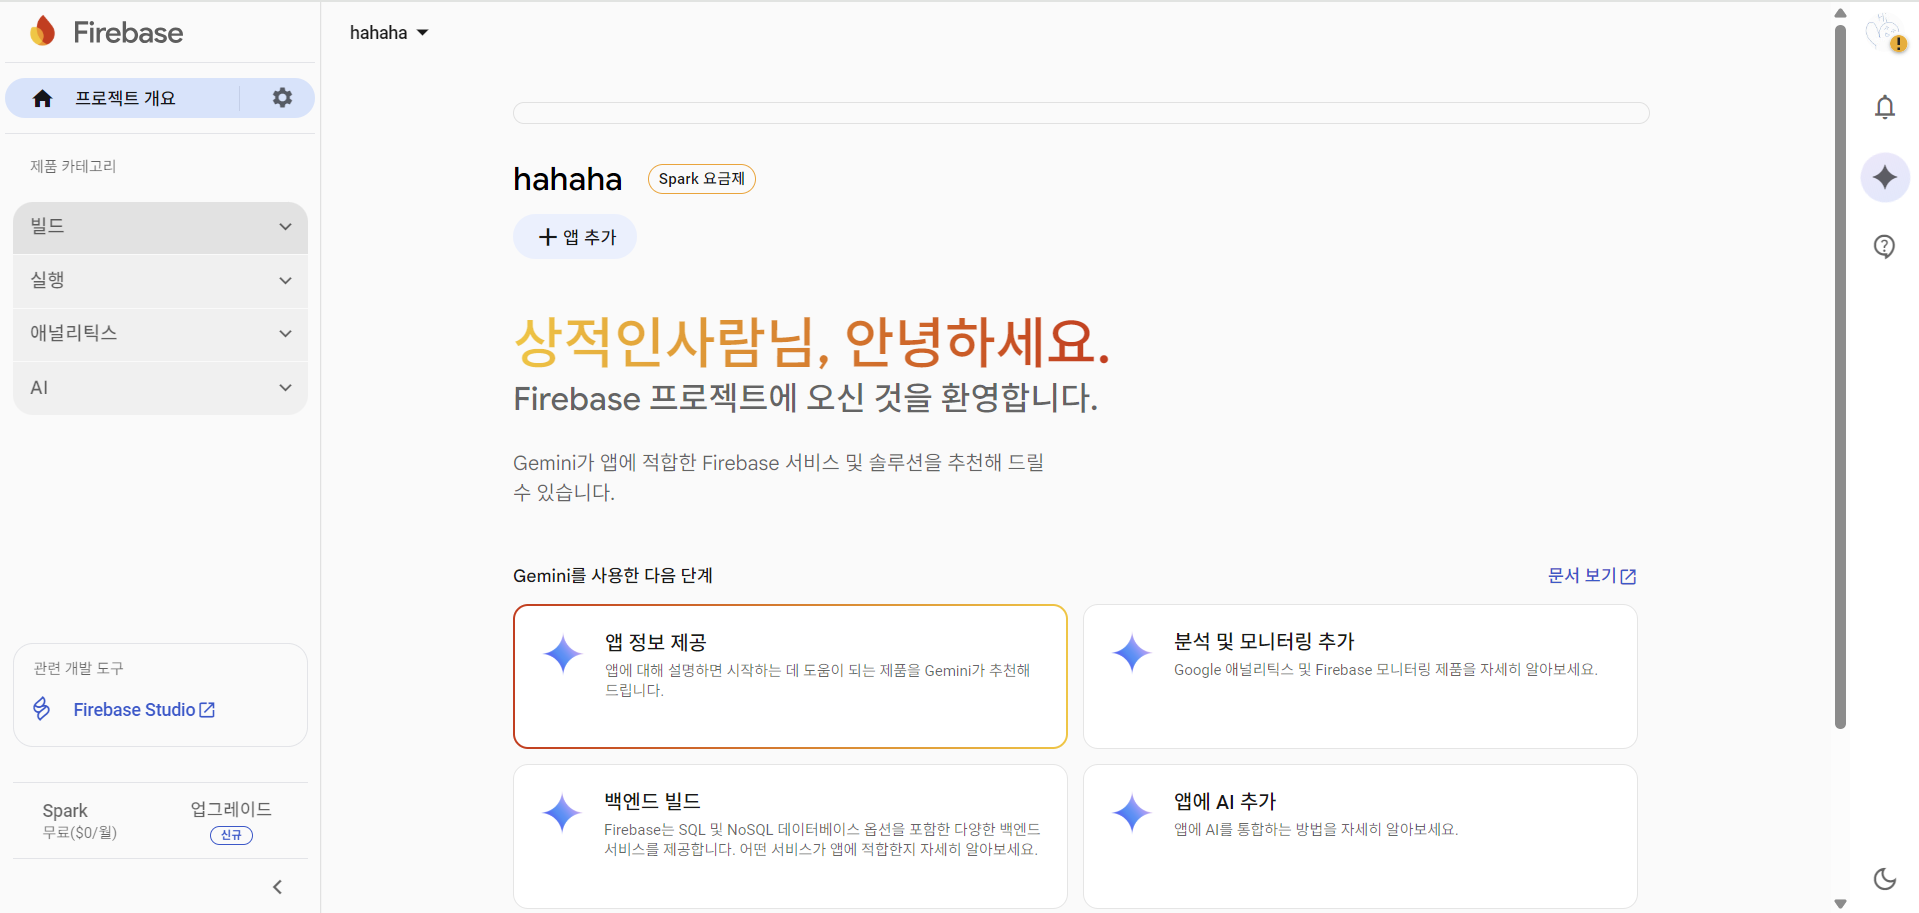 Firebase
프로젝트 개요
제품 카테고리
빌드
실행
애널리틱스
AI
관련 개발 도구
Firebase Studio
Spark
무료($0/월)
업그레이드
신규
hahaha
hahaha
Spark 요금제
앱 추가
상적인사람님, 안녕하세요.
Firebase 프로젝트에 오신 것을 환영합니다.
Gemini가 앱에 적합한 Firebase 서비스 및 솔루션을 추천해 드릴
수 있습니다.
Gemini를 사용한 다음 단계
문서 보기
앱 정보 제공
앱에 대해 설명하면 시작하는 데 도움이 되는 제품을 Gemini가 추천해
드립니다.
분석 및 모니터링 추가
Google 애널리틱스 및 Firebase 모니터링 제품을 자세히 알아보세요.
백엔드 빌드
Firebase는 SQL 및 NoSQL 데이터베이스 옵션을 포함한 다양한 백엔드
서비스를 제공합니다. 어떤 서비스가 앱에 적합한지 자세히 알아보세요.
앱에 AI 추가
앱에 AI를 통합하는 방법을 자세히 알아보세요.